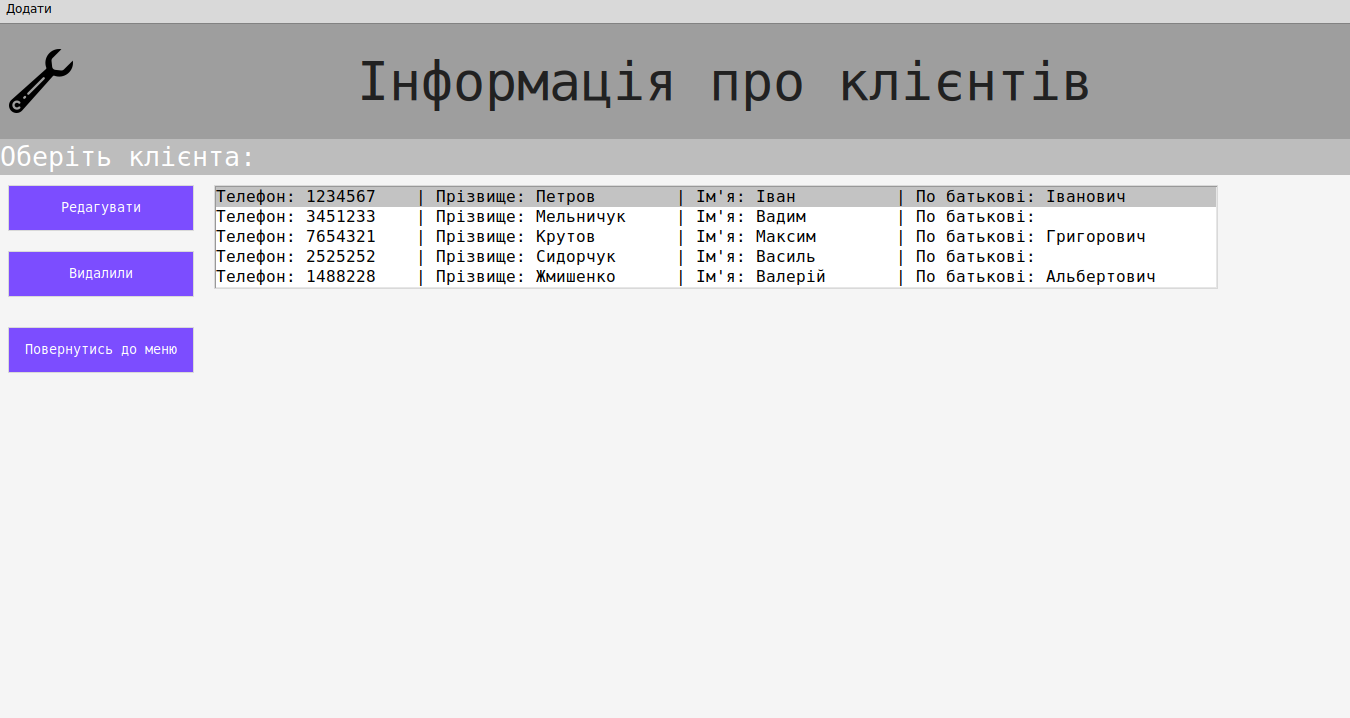 Додати
Інформація про клієнтів
Оберіть клієнта:
Редагувати
Видалили
Повернутись до меню
Телефон: 1234567 | Прізвище: Петров | Ім'я: Іван | По батькові: Іванович
Телефон: 3451233 | Прізвище: Мельничук | Ім'я: Вадим | По батькові:
Телефон: 7654321 | Прізвище: Крутов | Ім'я: Максим | По батькові: Григорович
Телефон: 2525252 | Прізвище: Сидорчук | Ім'я: Василь | По батькові:
Телефон: 1488228 | Прізвище: Жмишенко | Ім'я: Валерій | По батькові: Альбертович